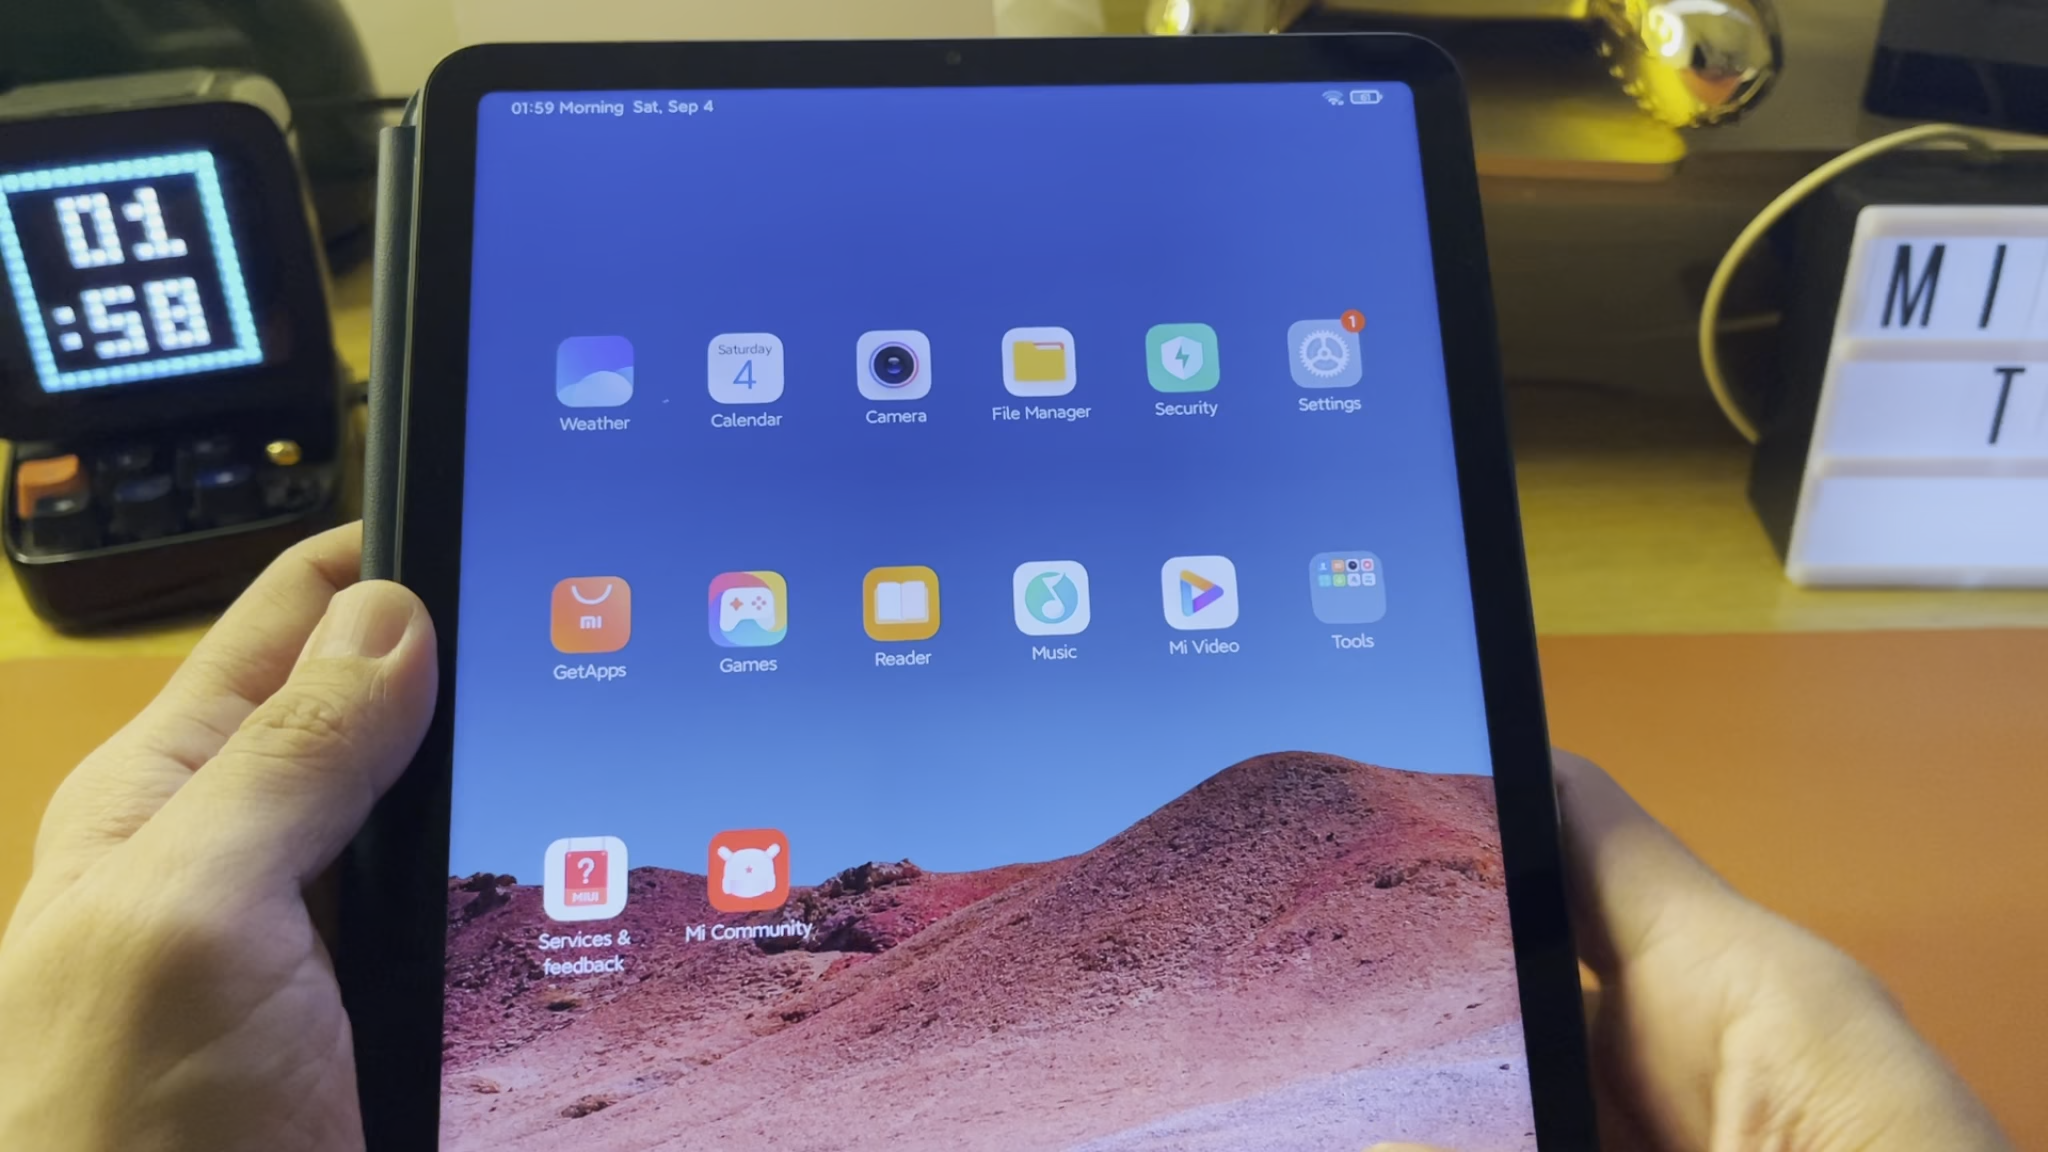 01:59 Morning Sat, Sep 4
01
:58
MI
T
Saturday
4
1
Weather
Calendar
Camera
File Manager
Security
Settings
mi
GetApps
Games
Reader
Music
Mi Video
Tools
?
MIUI
Services &
feedback
Mi Community